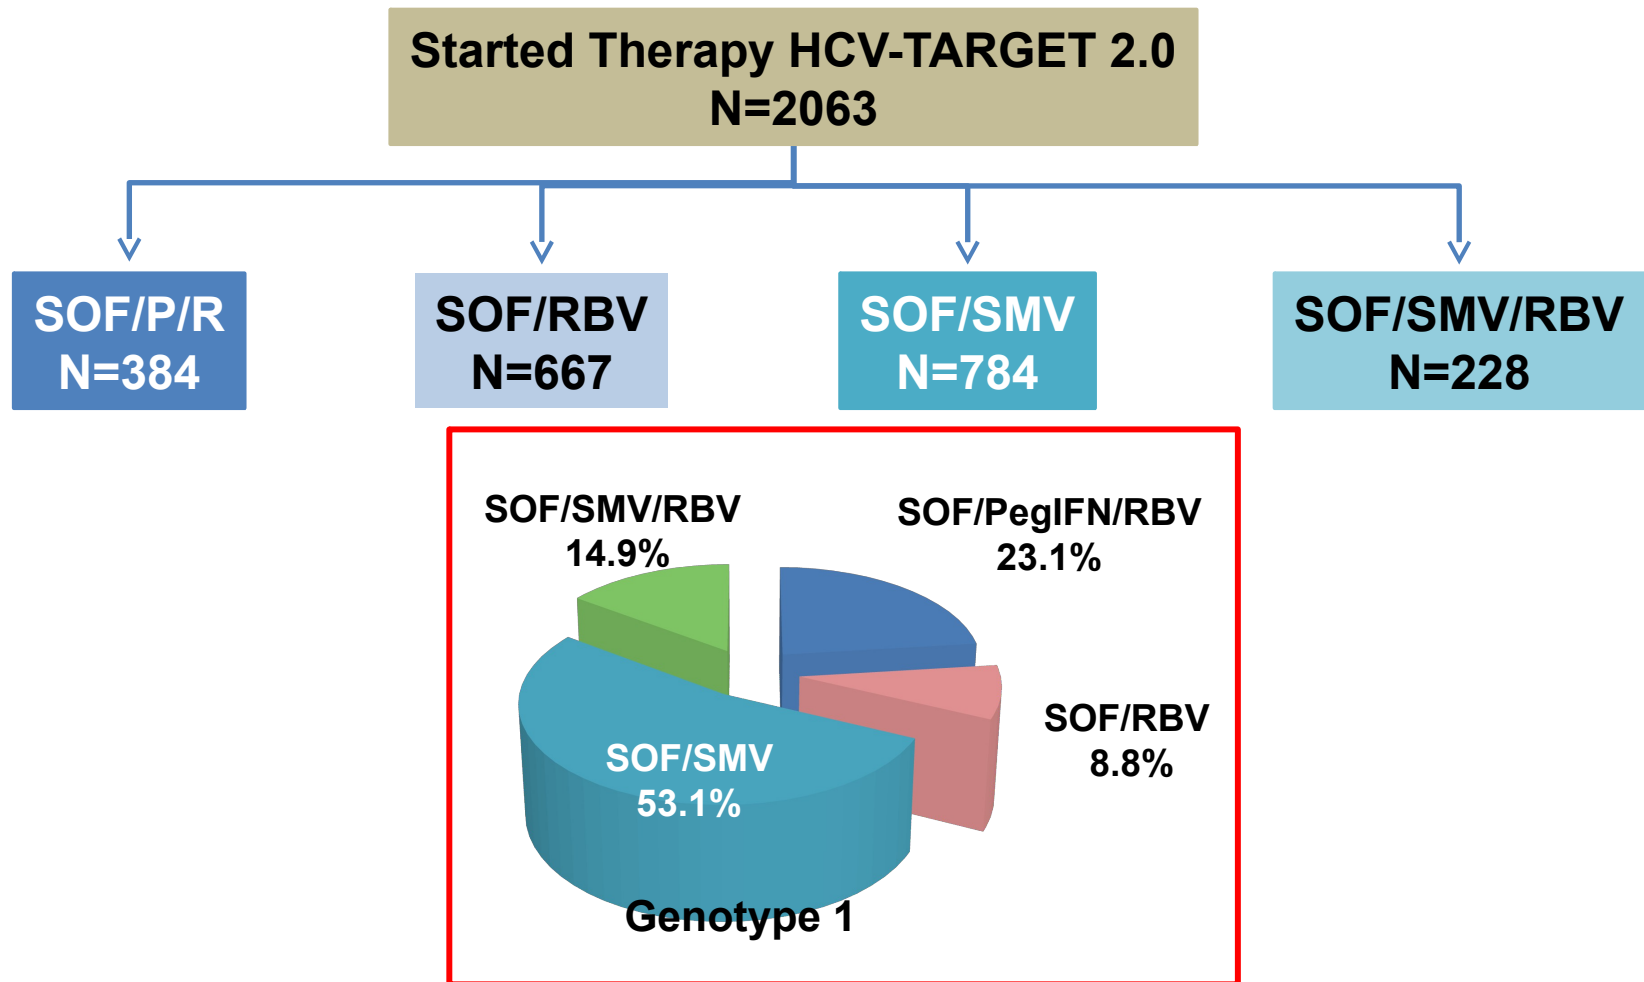 Started Therapy HCV-TARGET 2.0
N=2063
SOF/P/R
N=384
SOF/RBV
N=667
SOF/SMV
N=784
SOF/SMV/RBV
N=228
SOF/SMV/RBV
14.9%
SOF/PegIFN/RBV
23.1%
SOF/RBV
8.8%
SOF/SMV
53.1%
Genotype 1